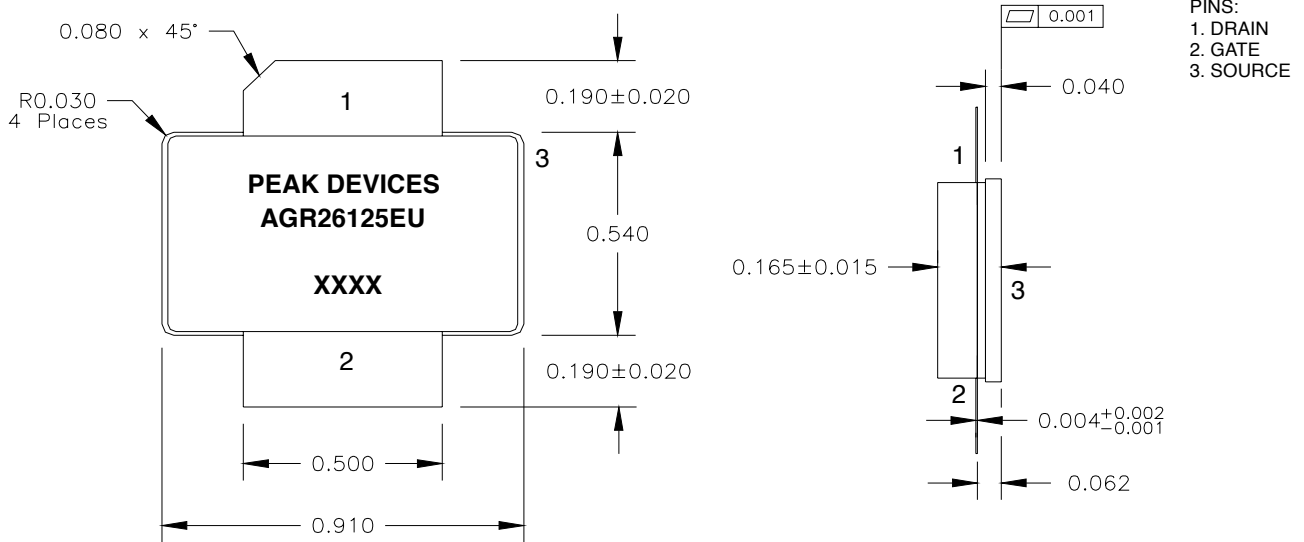 0.080 x 45°
R0.030
4 Places
1
0.190±0.020
3
PEAK DEVICES
AGR26125EU
XXXX
0.540
2
0.190±0.020
0.500
0.910
0.001
PINS:
1. DRAIN
2. GATE
3. SOURCE
0.040
1
0.165±0.015
3
2
0.004+0.002
-0.001
0.062